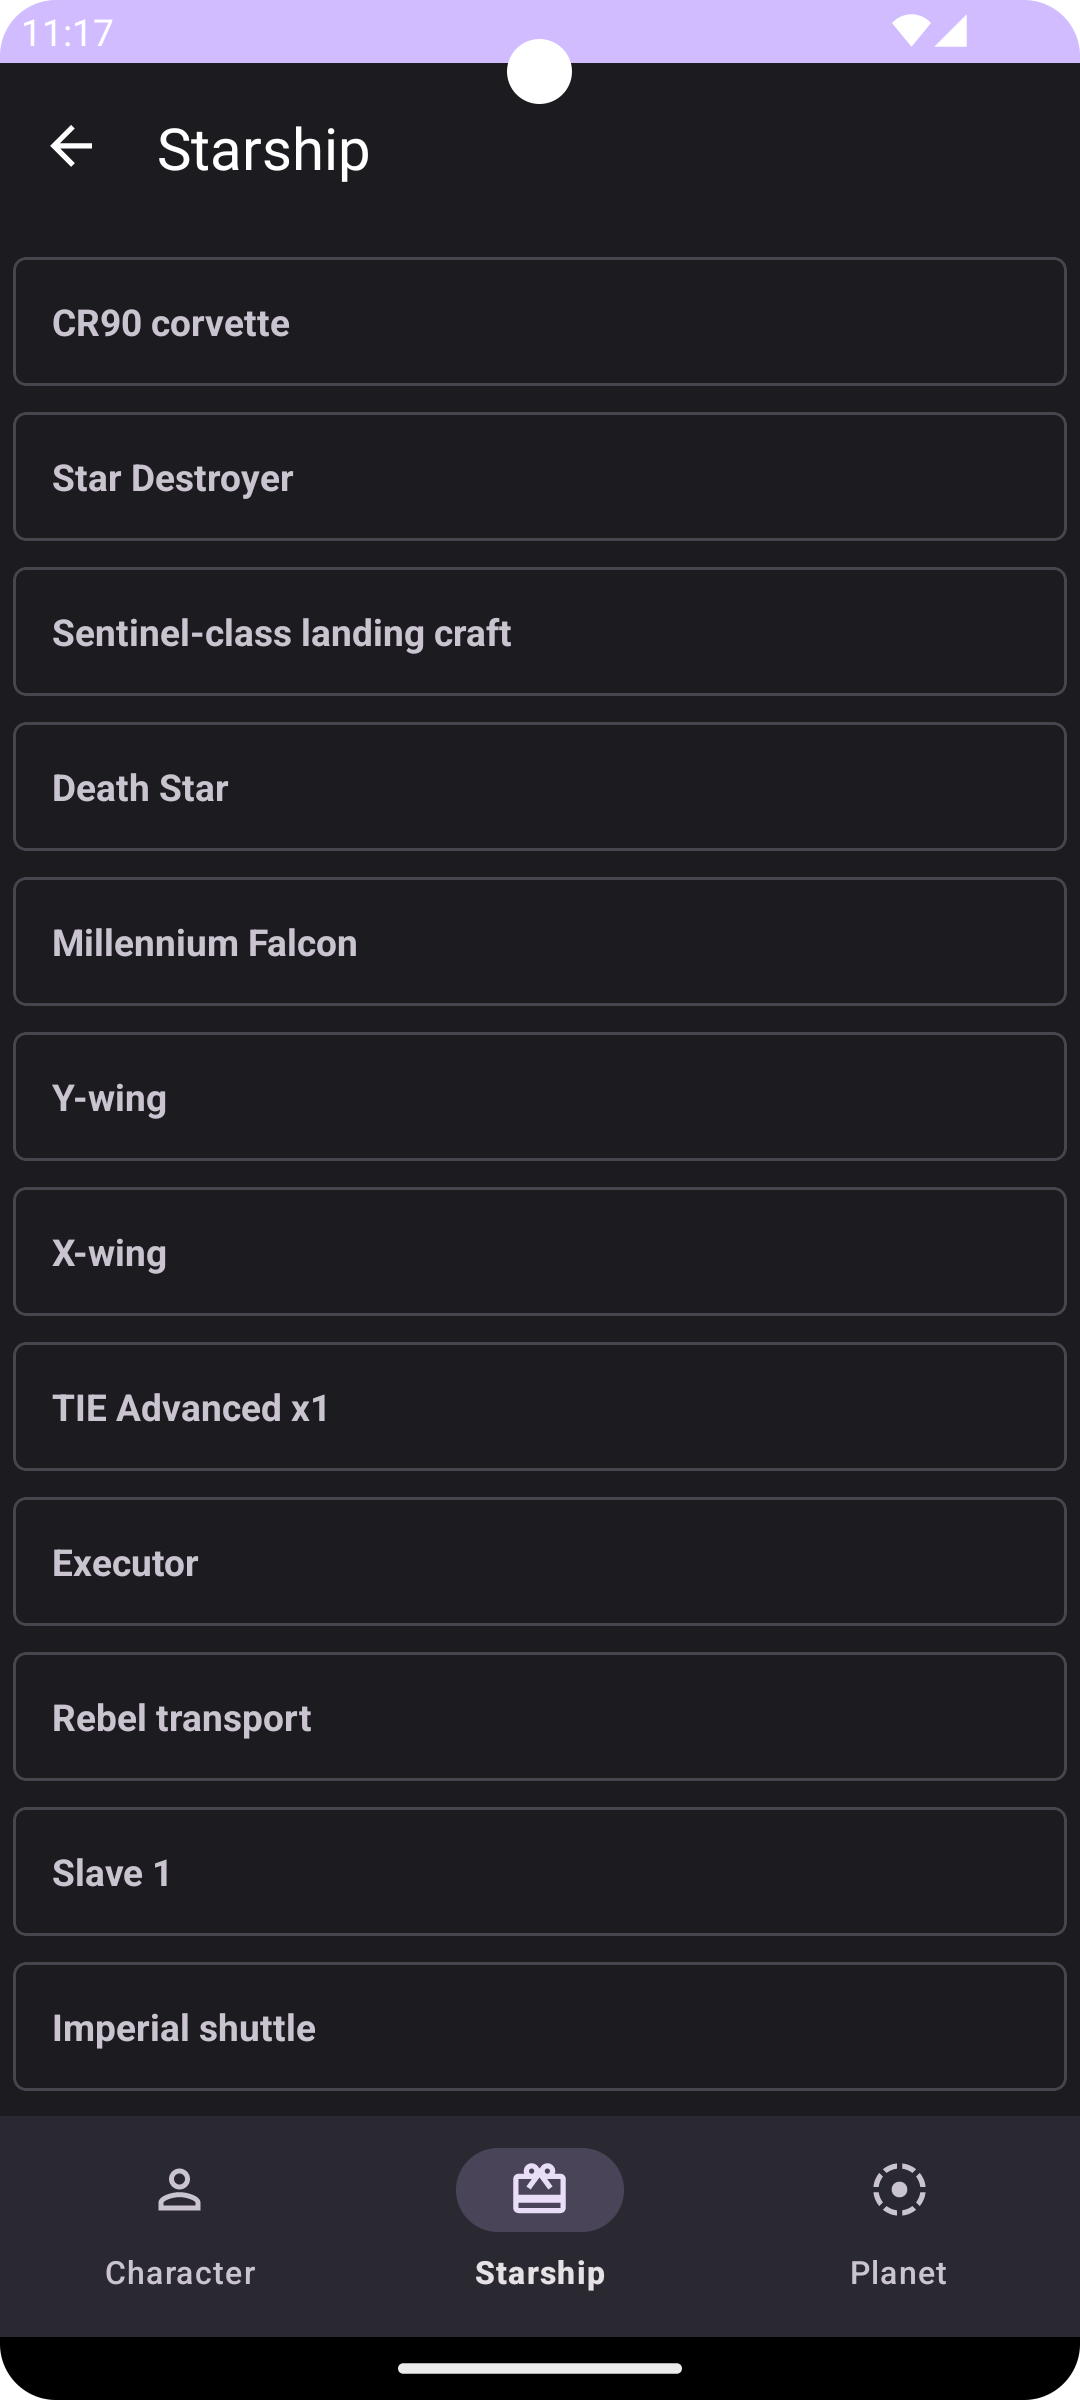 11:17
Starship
CR90 corvette
Star Destroyer
Sentinel-class landing craft
Death Star
Millennium Falcon
Y-wing
X-wing
TIE Advanced x1
Executor
Rebel transport
Slave 1
Imperial shuttle
Character
Starship
Planet